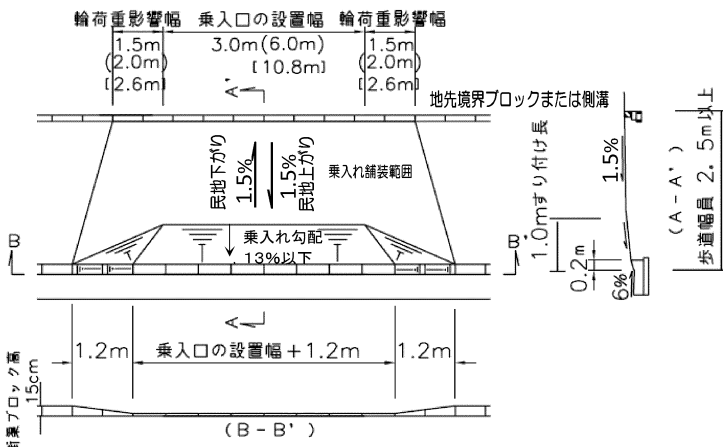 輪荷重影響幅 乗入口の設置幅 輪荷重影響幅
1.5m 3.0m(6.0m) 1.5m
(2.0m) [10.8m] (2.0m)
[2.6m] [2.6m]
A'
地先境界ブロックまたは側溝
民地下がり
1.5%
1.5%
民地上がり
乗入れ舗装範囲
乗入れ勾配
13%以下
B B'
A
1.2m 乗入口の設置幅+1.2m 1.2m
街渠ブロック高
15cm
(B-B')
1.0mすり付け長
0.2m
6%
1.5%
(A-A')
歩道幅員 2.5m以上